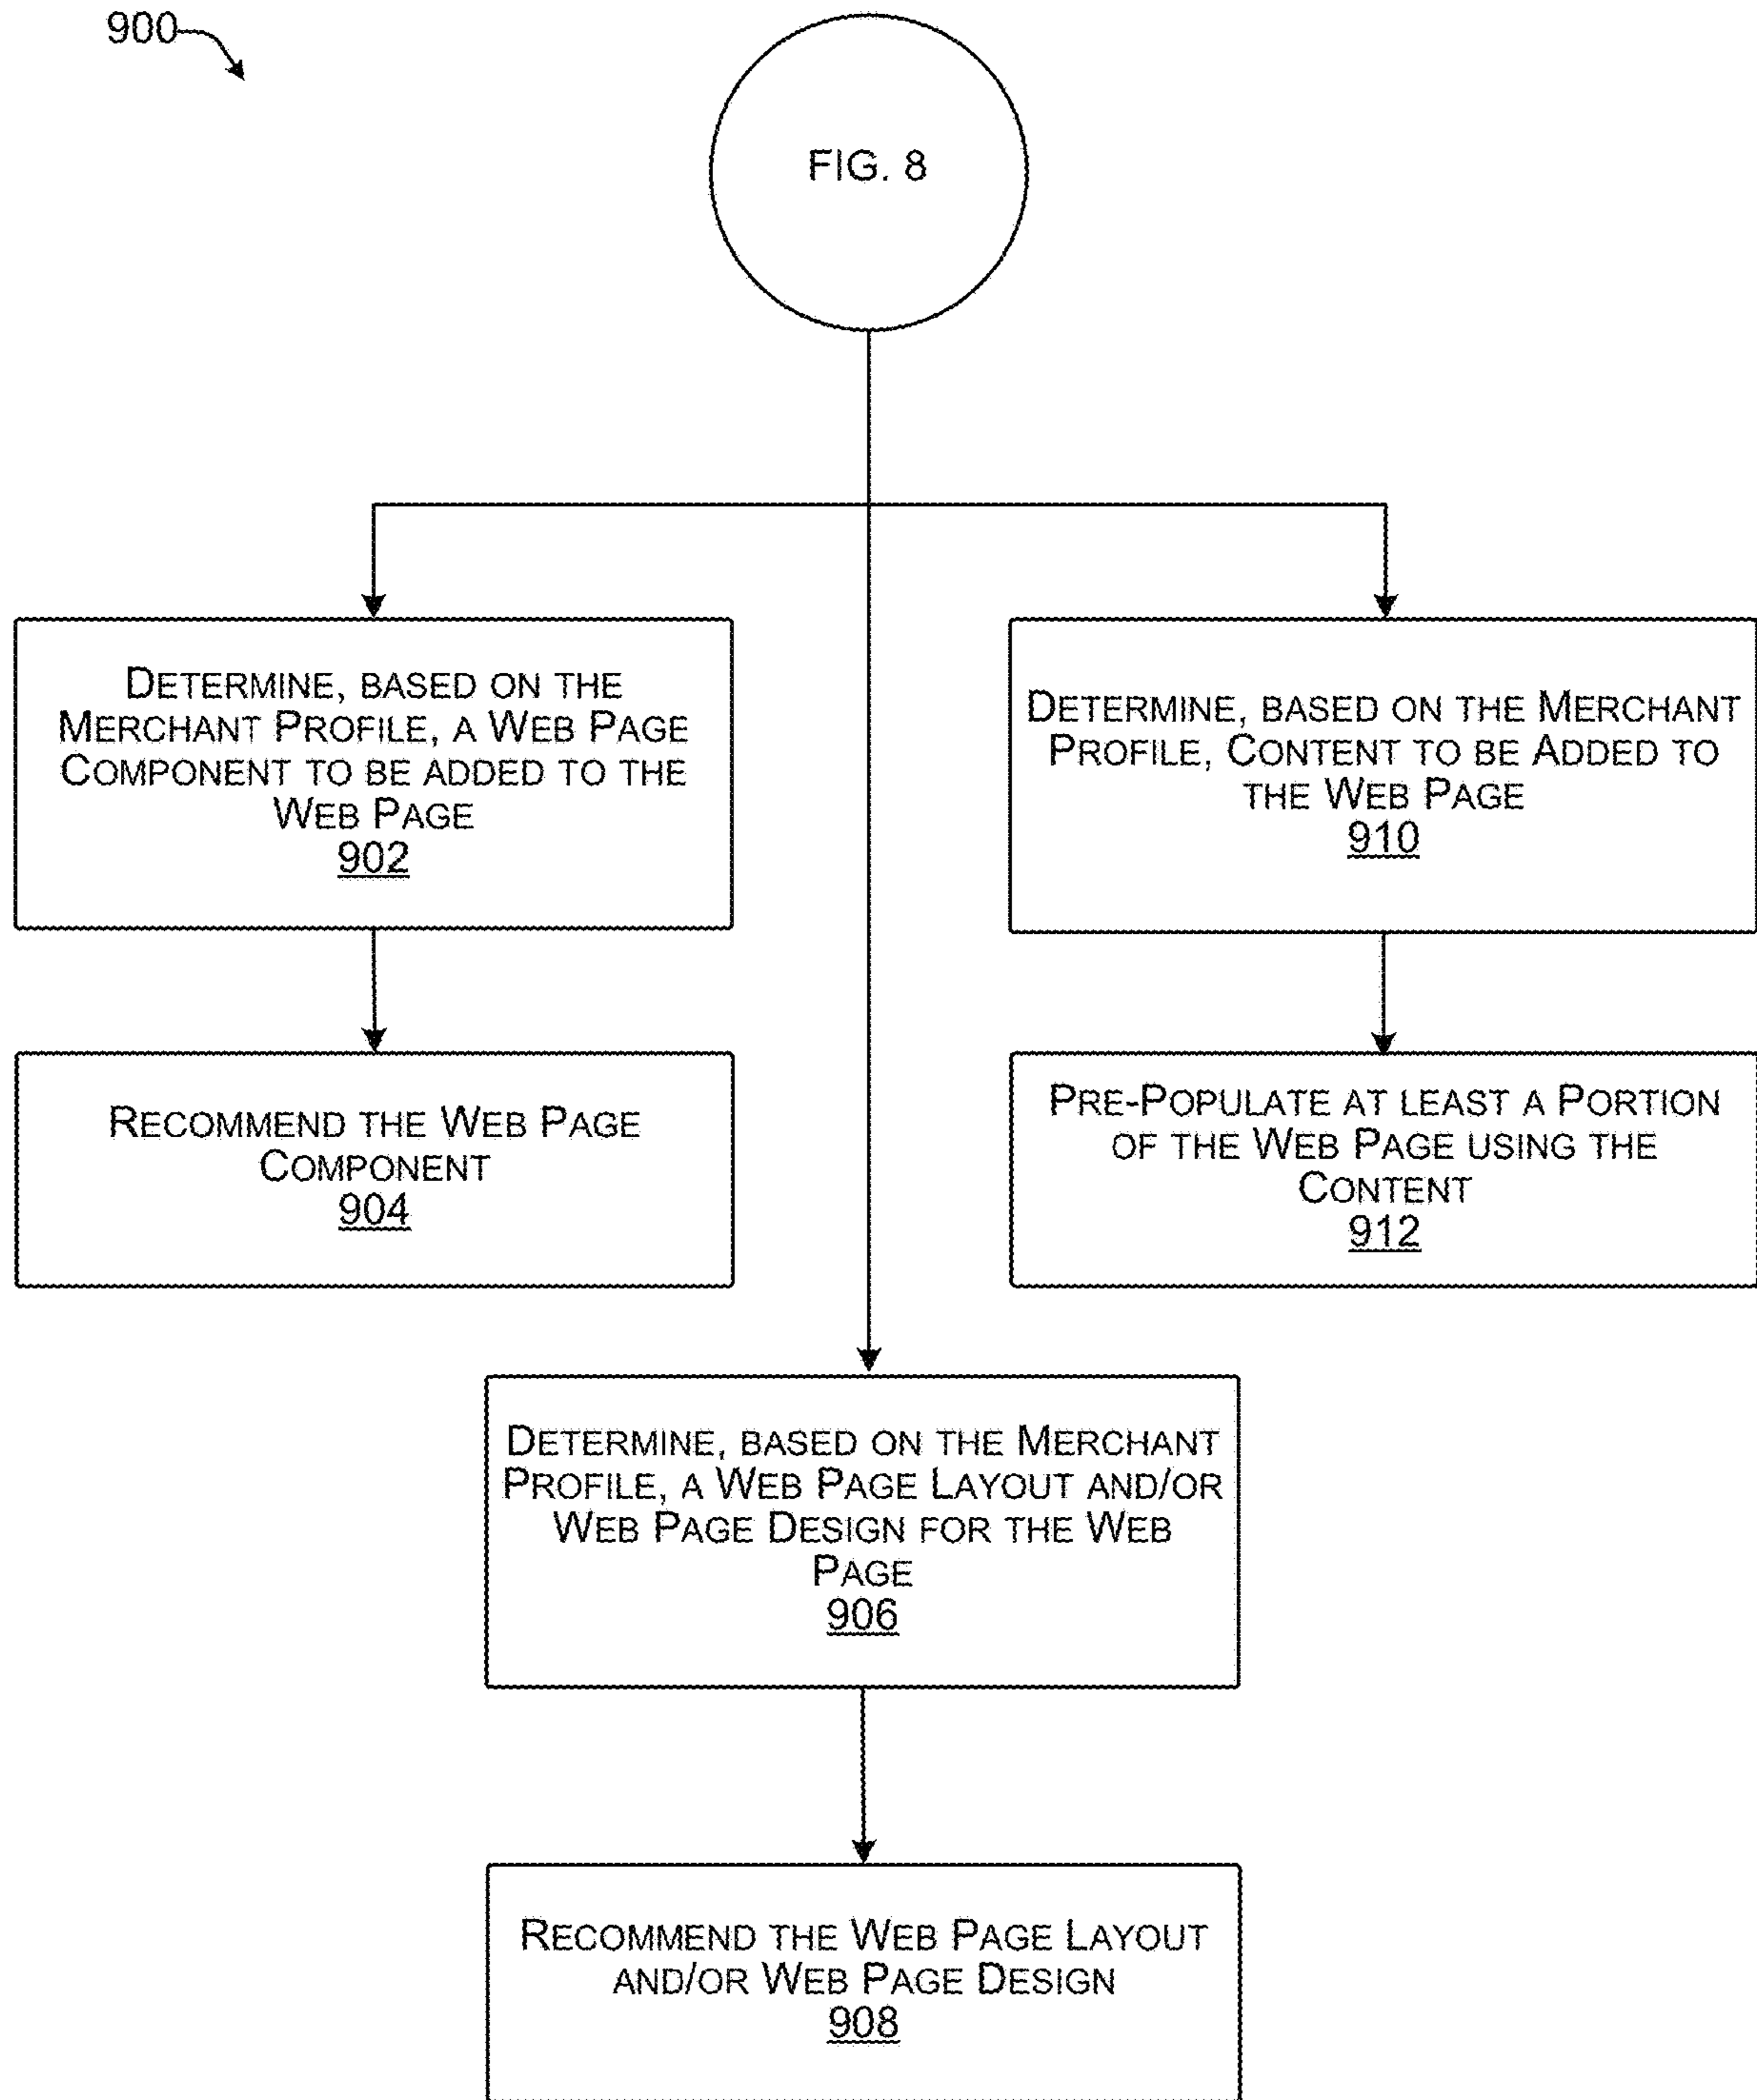 900
FIG. 8
DETERMINE, BASED ON THE
MERCHANT PROFILE, A WEB PAGE
COMPONENT TO BE ADDED TO THE
WEB PAGE
902
DETERMINE, BASED ON THE MERCHANT
PROFILE, CONTENT TO BE ADDED TO
THE WEB PAGE
910
RECOMMEND THE WEB PAGE
COMPONENT
904
PRE-POPULATE AT LEAST A PORTION
OF THE WEB PAGE USING THE
CONTENT
912
DETERMINE, BASED ON THE MERCHANT
PROFILE, A WEB PAGE LAYOUT AND/OR
WEB PAGE DESIGN FOR THE WEB
PAGE
906
RECOMMEND THE WEB PAGE LAYOUT
AND/OR WEB PAGE DESIGN
908